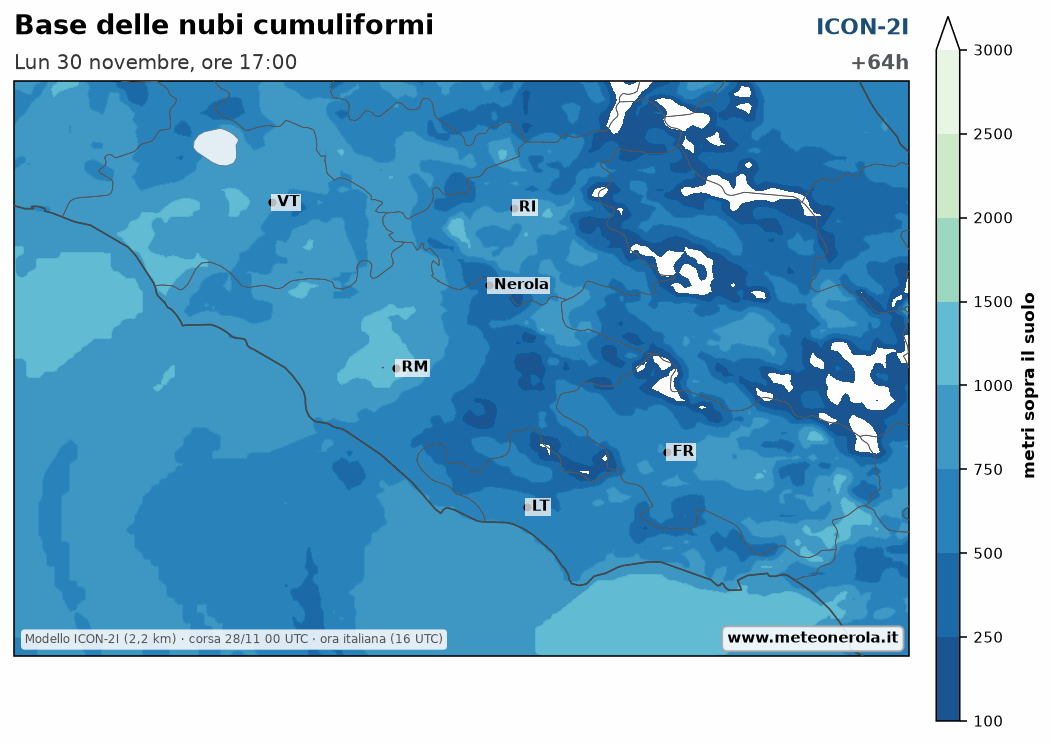 Base delle nubi cumuliformi
ICON-2I
Lun 30 novembre, ore 17:00
+64h
VT
RI
Nerola
RM
FR
LT
Modello ICON-2I (2,2 km) · corsa 28/11 00 UTC · ora italiana (16 UTC)
www.meteonerola.it
3000
2500
2000
1500
1000
750
500
250
100
metri sopra il suolo